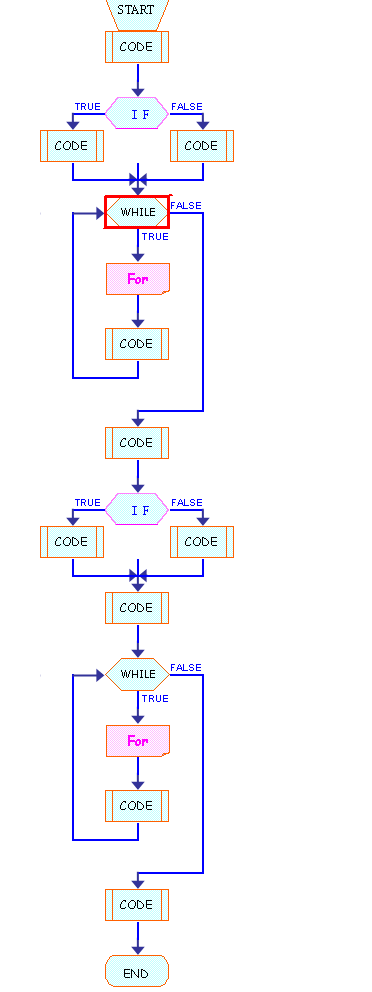 START
CODE
TRUE
I F
FALSE
CODE
CODE
WHILE
FALSE
TRUE
For
CODE
CODE
TRUE
I F
FALSE
CODE
CODE
CODE
WHILE
FALSE
TRUE
For
CODE
CODE
END